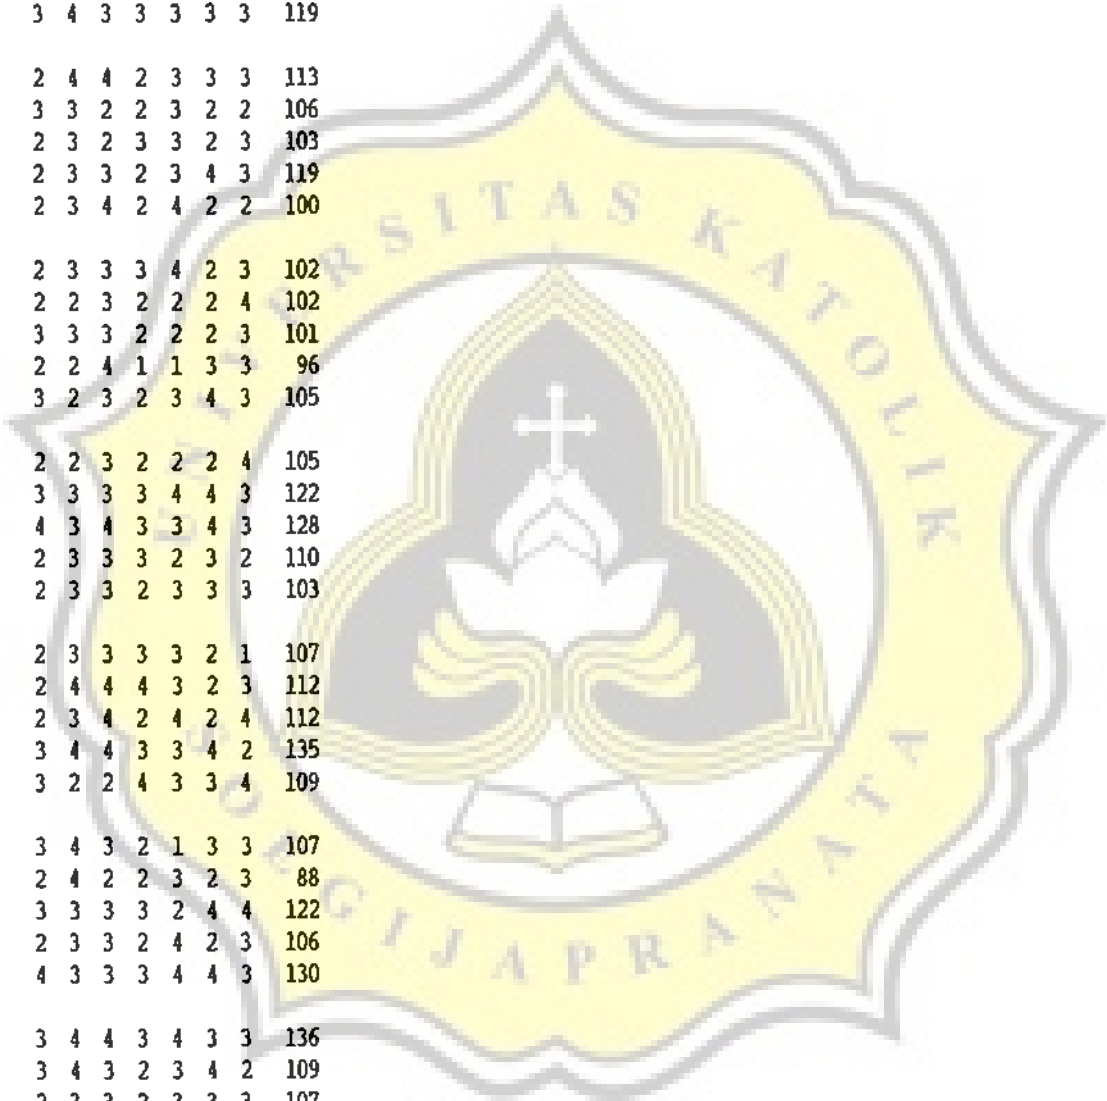 3 4 3 3 3 3 3 119
2 4 4 2 3 3 3 113
3 3 2 2 3 2 2 106
2 3 2 3 3 2 3 103
2 3 3 2 3 4 3 119
2 3 4 2 4 2 2 100
2 3 3 3 4 2 3 102
2 2 3 2 2 2 4 102
3 3 3 2 2 2 3 101
2 2 4 1 1 3 3 96
3 2 3 2 3 4 3 105
2 2 3 2 2 2 4 105
3 3 3 3 4 4 3 122
4 3 4 3 3 4 3 128
2 3 3 3 2 3 2 110
2 3 3 2 3 3 3 103
2 3 3 3 3 2 1 107
2 4 4 4 3 2 3 112
2 3 4 2 4 2 4 112
3 4 4 3 3 4 2 135
3 2 2 4 3 3 4 109
3 4 3 2 1 3 3 107
2 4 2 2 3 2 3 88
3 3 3 3 2 4 4 122
2 3 3 2 4 2 3 106
4 3 3 3 4 4 3 130
3 4 4 3 4 3 3 136
3 4 3 2 3 4 2 109
107
UNIVERSITAS KATOLIK
SOEGIJAPRANATA